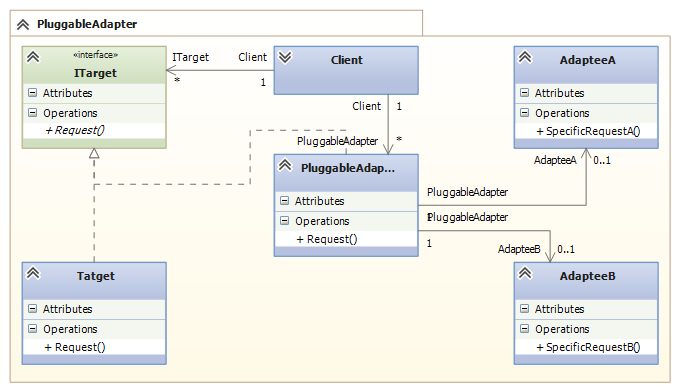 PluggableAdapter
«interface»
ITarget
Attributes
Operations
+ Request()
ITarget
Client
*
1
Client
Client
1
PluggableAdapter
*
PluggableAdap...
Attributes
Operations
+ Request()
AdapteeA
Attributes
Operations
+ SpecificRequestA()
AdapteeA
0..1
PluggableAdapter
1
PluggableAdapter
1
AdapteeB
0..1
Tatget
Attributes
Operations
+ Request()
AdapteeB
Attributes
Operations
+ SpecificRequestB()